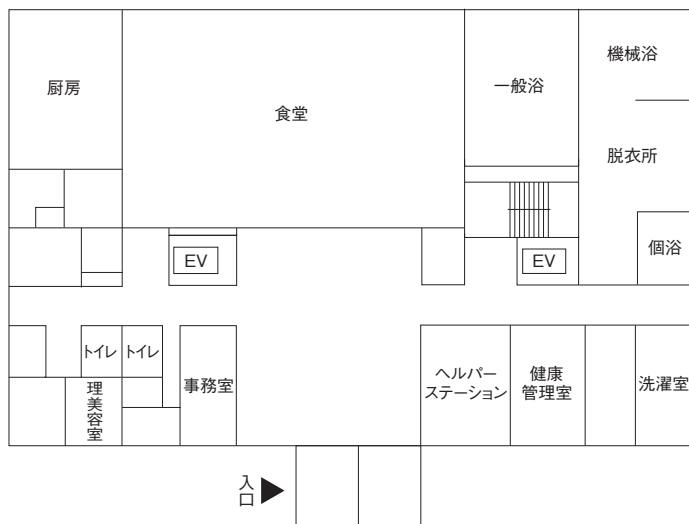 厨房
食堂
一般浴
機械浴
脱衣所
個浴
EV
EV
トイレ
トイレ
理美容室
事務室
ヘルパー
ステーション
健康
管理室
洗濯室
入口